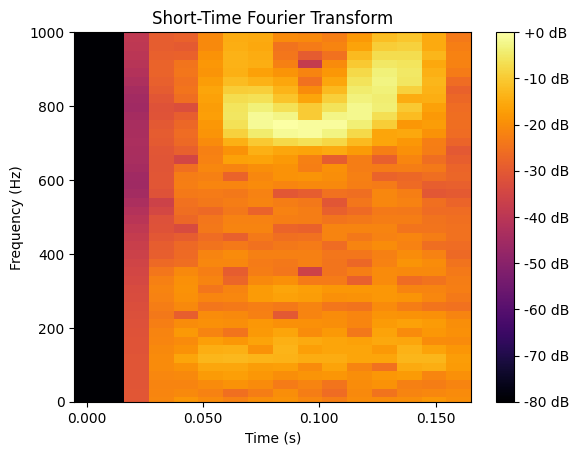 Short-Time Fourier Transform
Frequency (Hz)
1000
800
600
400
200
0
0.000
0.050
0.100
0.150
Time (s)
+0 dB
-10 dB
-20 dB
-30 dB
-40 dB
-50 dB
-60 dB
-70 dB
-80 dB